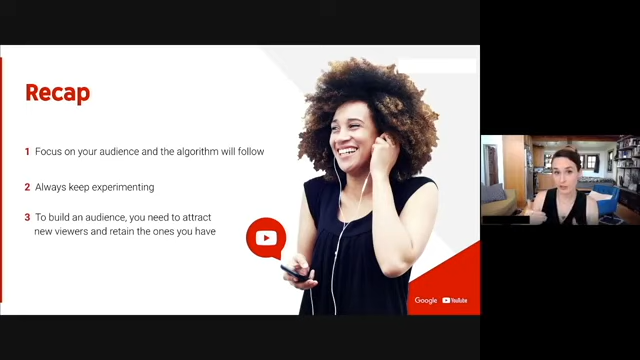 Recap
1 Focus on your audience and the algorithm will follow
2 Always keep experimenting
3 To build an audience, you need to attract
new viewers and retain the ones you have
Google YouTube